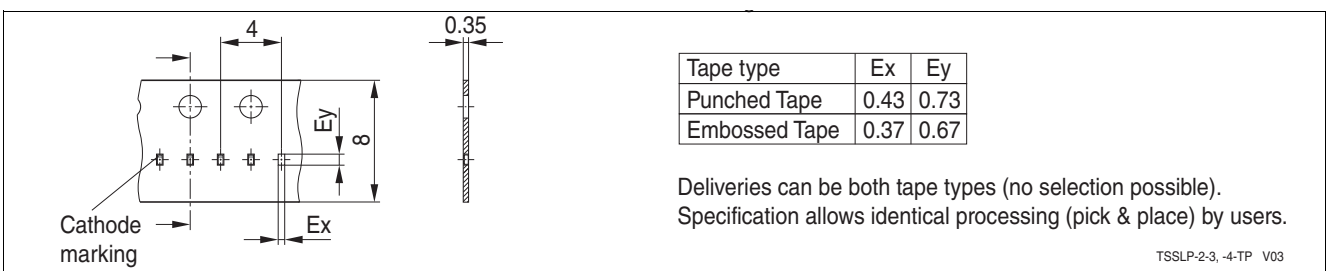 4
0.35
Ey
8
Cathode
marking
Ex
Tape type Ex Ey
Punched Tape 0.43 0.73
Embossed Tape 0.37 0.67
Deliveries can be both tape types (no selection possible).
Specification allows identical processing (pick & place) by users.
TSSLP-2-3, -4-TP V03